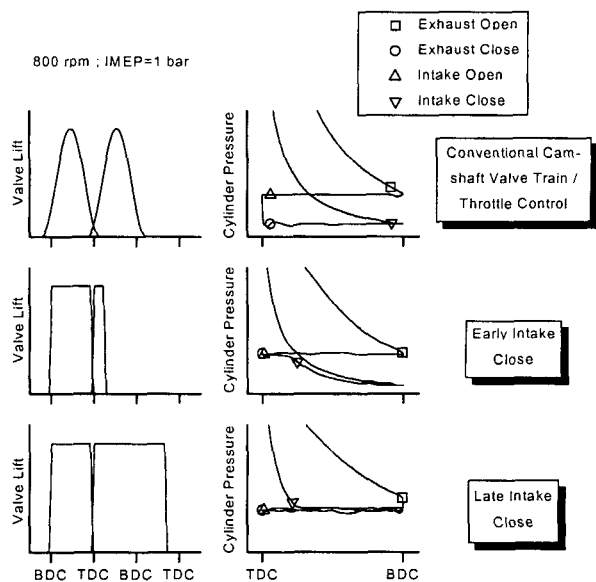 800 rpm ; IMEP=1 bar
Exhaust Open
Exhaust Close
Intake Open
Intake Close
Valve Lift
Cylinder Pressure
Conventional Cam-
shaft Valve Train /
Throttle Control
Valve Lift
Cylinder Pressure
Early Intake
Close
Valve Lift
Cylinder Pressure
Late Intake
Close
BDC TDC BDC TDC
TDC BDC